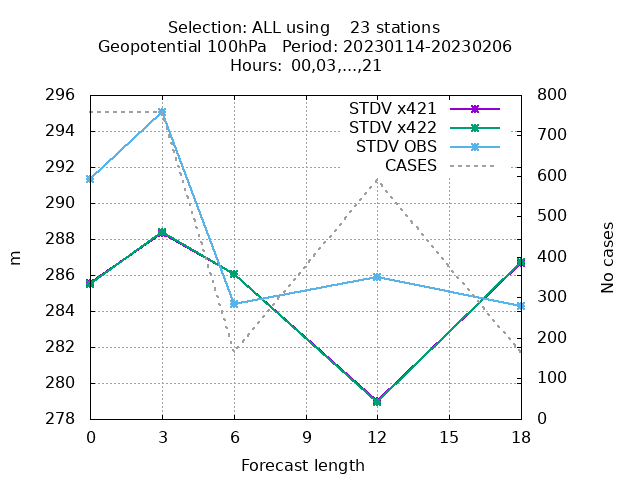 Selection: ALL using    23 stations
Geopotential 100hPa   Period: 20230114-20230206
Hours:  00,03,...,21
296
294
292
290
288
286
284
282
280
278
m
800
700
600
500
400
300
200
100
0
No cases
STDV x421
STDV x422
STDV OBS
CASES
0 3 6 9 12 15 18
Forecast length